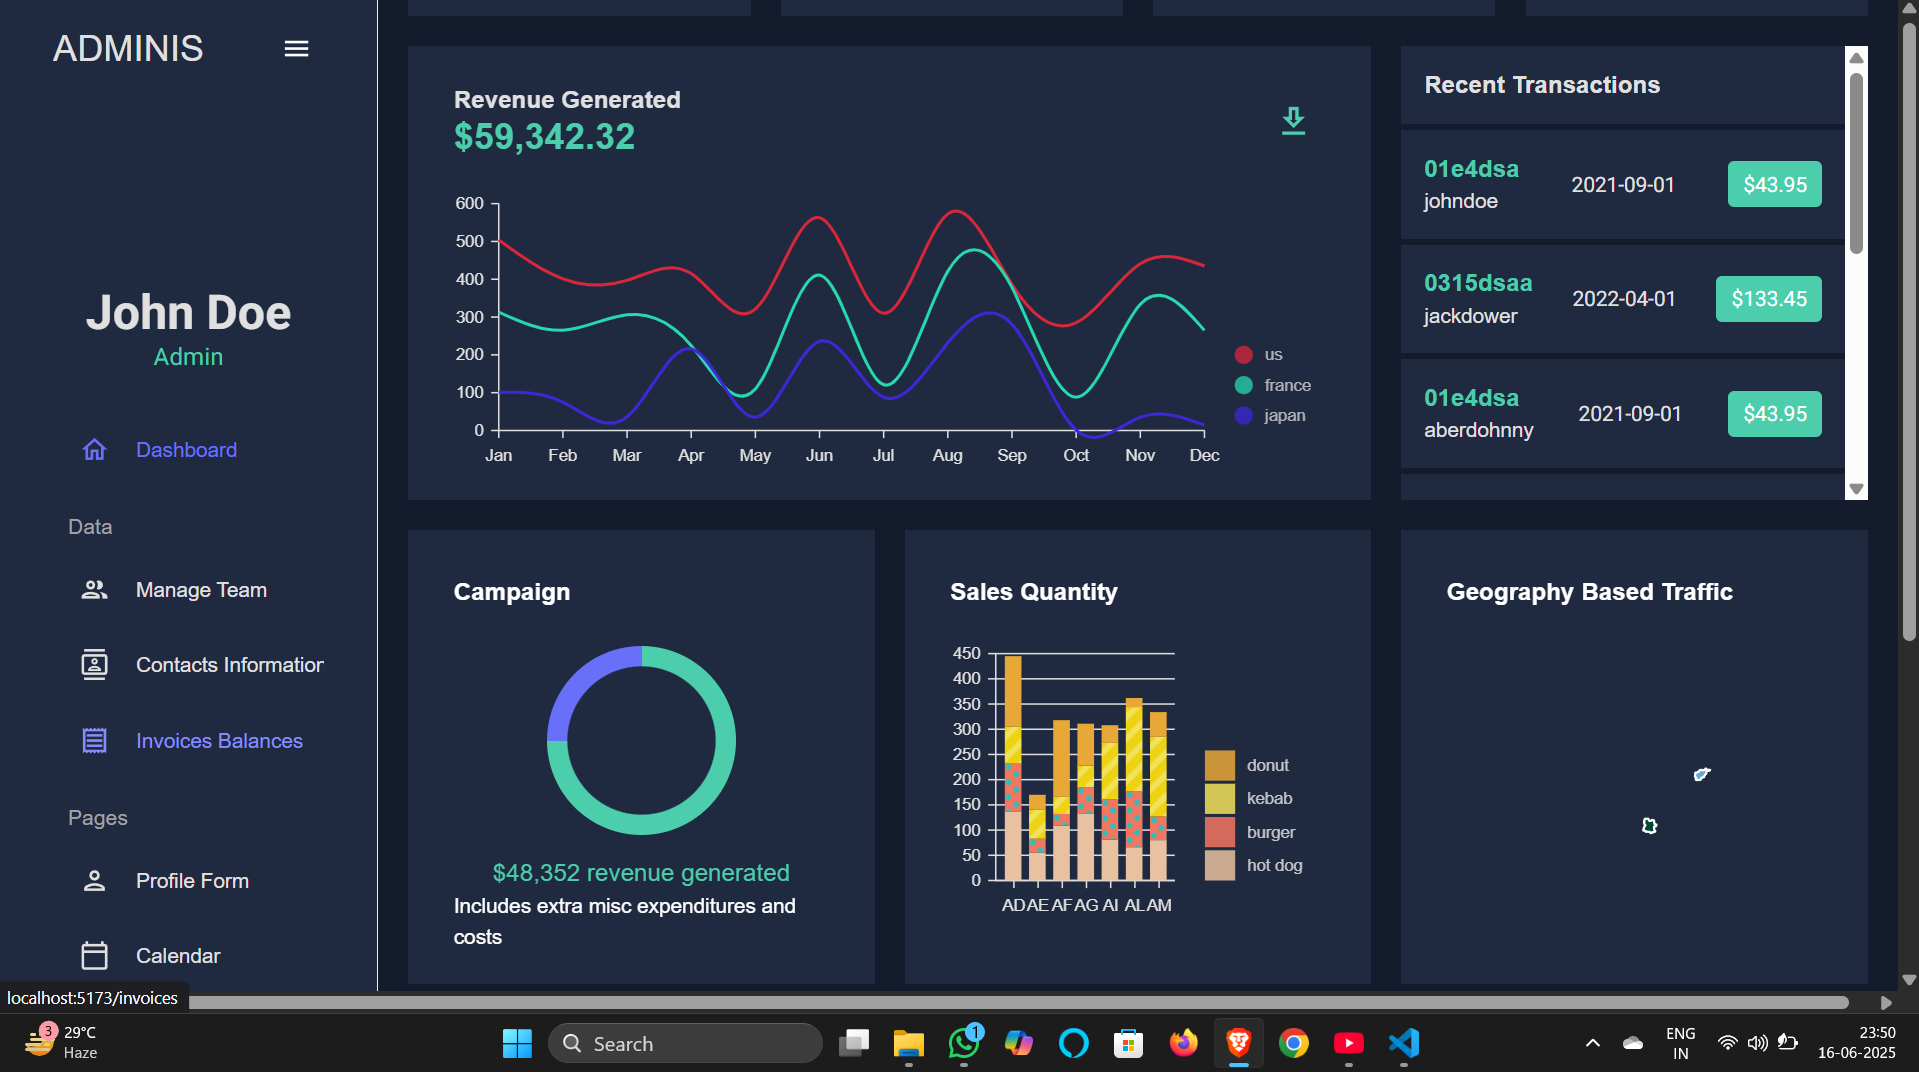 ADMINIS
John Doe
Admin
Dashboard
Data
Manage Team
Contacts Information
Invoices Balances
Pages
Profile Form
Calendar
localhost:5173/invoices
Revenue Generated
$59,342.32
600
500
400
300
200
100
0
Jan Feb Mar Apr May Jun Jul Aug Sep Oct Nov Dec
us
france
japan
Recent Transactions
01e4dsa
johndoe
2021-09-01
$43.95
0315dsaa
jackdower
2022-04-01
$133.45
01e4dsa
aberdohnny
2021-09-01
$43.95
Campaign
$48,352 revenue generated
Includes extra misc expenditures and
costs
Sales Quantity
450
400
350
300
250
200
150
100
50
0
AD AE AF AG AI AL AM
donut
kebab
burger
hot dog
Geography Based Traffic
3
29°C
Haze
Search
1
ENG
IN
23:50
16-06-2025